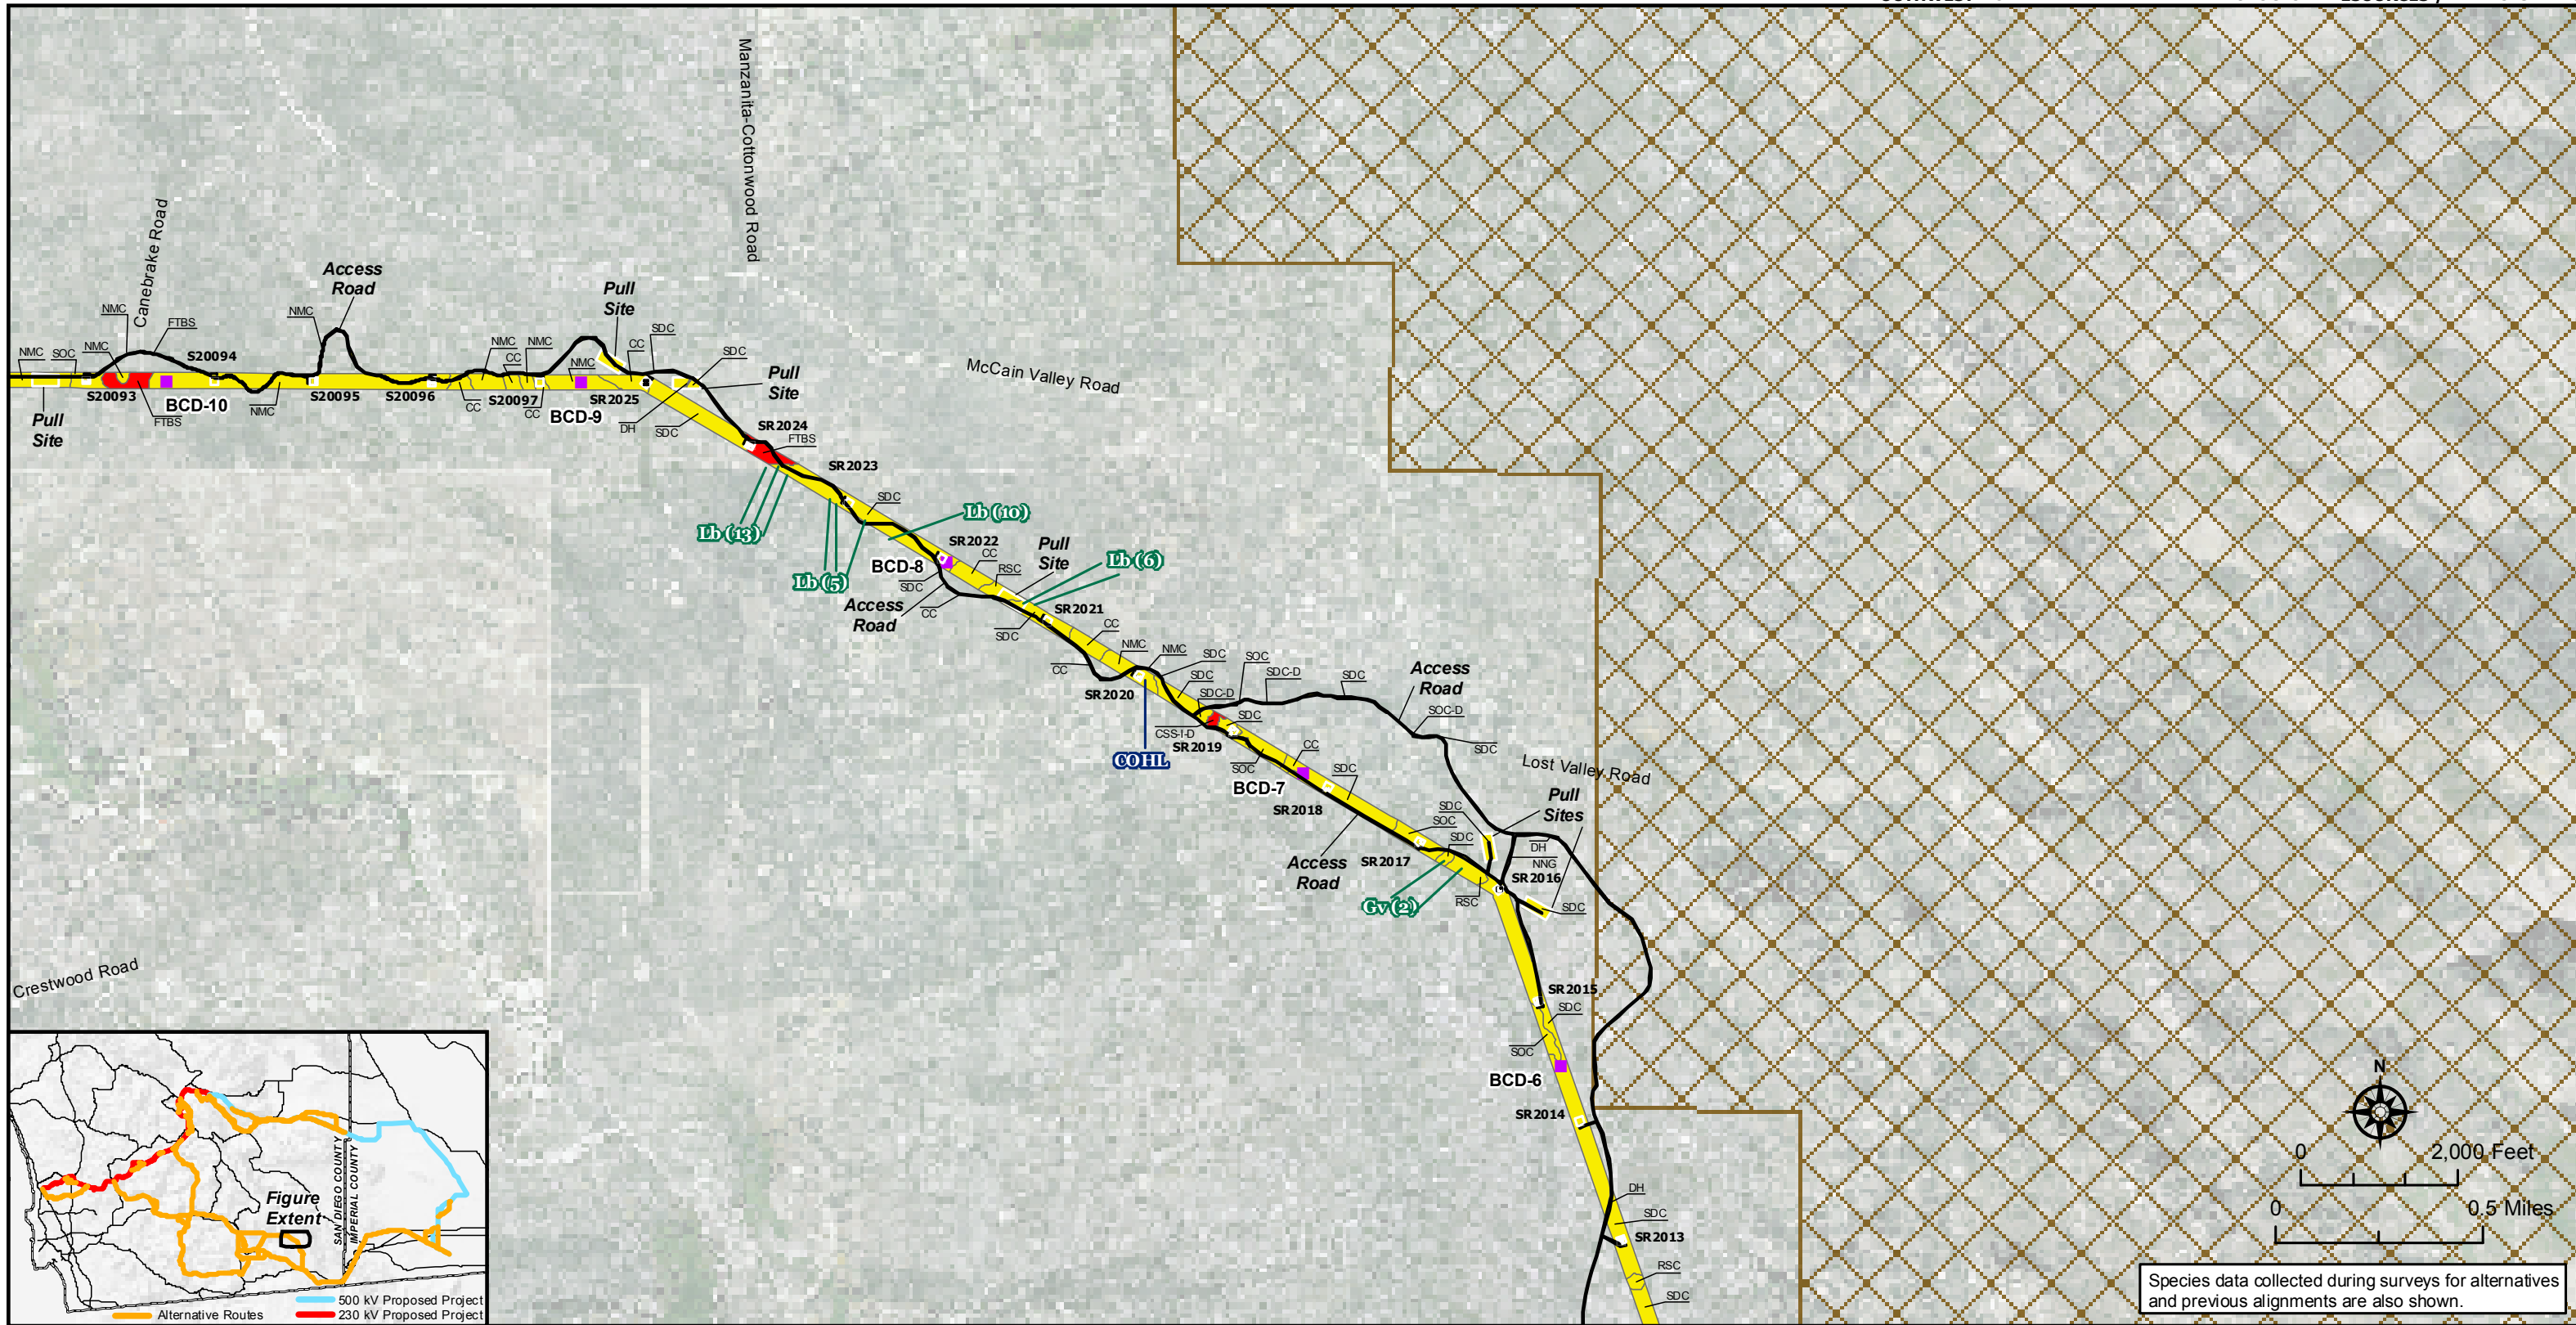 Manzanita-Cottonwood Road
Canebrake Road
McCain Valley Road
Lost Valley Road
Crestwood Road
Access
Road
Pull
Site
NMC
FTBS
NMC
NMC
SOC
NMC
S20094
NMC
CC
NMC
NMC
CC
SDC
SDC
Pull
Site
S20093
BCD-10
FTBS
NMC
S20095
S20096
CC
S20097
CC
BCD-9
SR2025
DH
SDC
Pull
Site
SR2024
FTBS
SR2023
SDC
Lb (13)
Lb (10)
Lb (5)
BCD-8
SR2022
CC
RSC
Pull
Site
Lb (6)
SDC
Access
Road
CC
SDC
SR2021
CC
NMC
NMC
SDC
CC
SR2020
SDC
SOC
SDC-D
SDC
Access
Road
SDC-D
SDC
SOC-D
SDC
CSS-I-D
SR2019
COHL
SOC
CC
BCD-7
SDC
SR2018
Access
Road
SR2017
SOC
SDC
SDC
Pull
Sites
DH
NNG
SR2016
RSC
SDC
Gv (2)
SR2015
SDC
SOC
BCD-6
SR2014
DH
SDC
SR2013
RSC
SDC
N
0 2,000 Feet
0 0.5 Miles
Species data collected during surveys for alternatives
and previous alignments are also shown.
Figure
Extent
SAN DIEGO COUNTY
IMPERIAL COUNTY
500 kV Proposed Project
Alternative Routes
230 kV Proposed Project